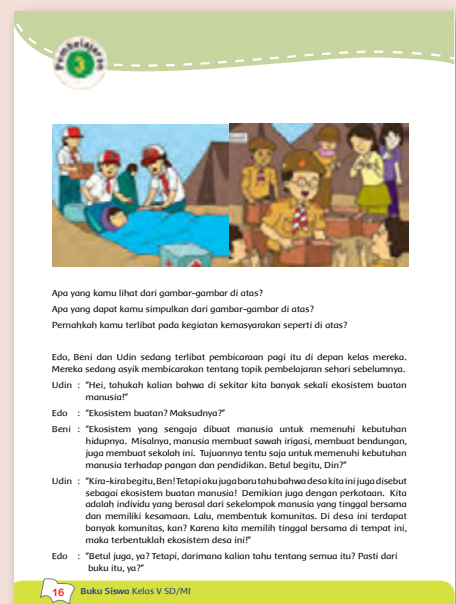 Pembelajaran
3
Apa yang kamu lihat dari gambar-gambar di atas?
Apa yang dapat kamu simpulkan dari gambar-gambar di atas?
Pernahkah kamu terlibat pada kegiatan kemasyarakan seperti di atas?
Edo, Beni dan Udin sedang terlibat pembicaraan pagi itu di depan kelas mereka.
Mereka sedang asyik membicarakan tentang topik pembelajaran sehari sebelumnya.
Udin : "Hei, tahukah kalian bahwa di sekitar kita banyak sekali ekosistem buatan
manusia!"
Edo : "Ekosistem buatan? Maksudnya?"
Beni : "Ekosistem yang sengaja dibuat manusia untuk memenuhi kebutuhan
hidupnya. Misalnya, manusia membuat sawah irigasi, membuat bendungan,
juga membuat sekolah ini. Tujuannya tentu saja untuk memenuhi kebutuhan
manusia terhadap pangan dan pendidikan. Betul begitu, Din?"
Udin : "Kira-kira begitu, Ben! Tetapi aku juga baru tahu bahwa desa kita ini juga disebut
sebagai ekosistem buatan manusia! Demikian juga dengan perkotaan. Kita
adalah individu yang berasal dari sekelompok manusia yang tinggal bersama
dan memiliki kesamaan. Lalu, membentuk komunitas. Di desa ini terdapat
banyak komunitas, kan? Karena kita memilih tinggal bersama di tempat ini,
maka terbentuklah ekosistem desa ini!"
Edo : "Betul juga, ya? Tetapi, darimana kalian tahu tentang semua itu? Pasti dari
buku itu, ya?"
16 Buku Siswa Kelas V SD/MI